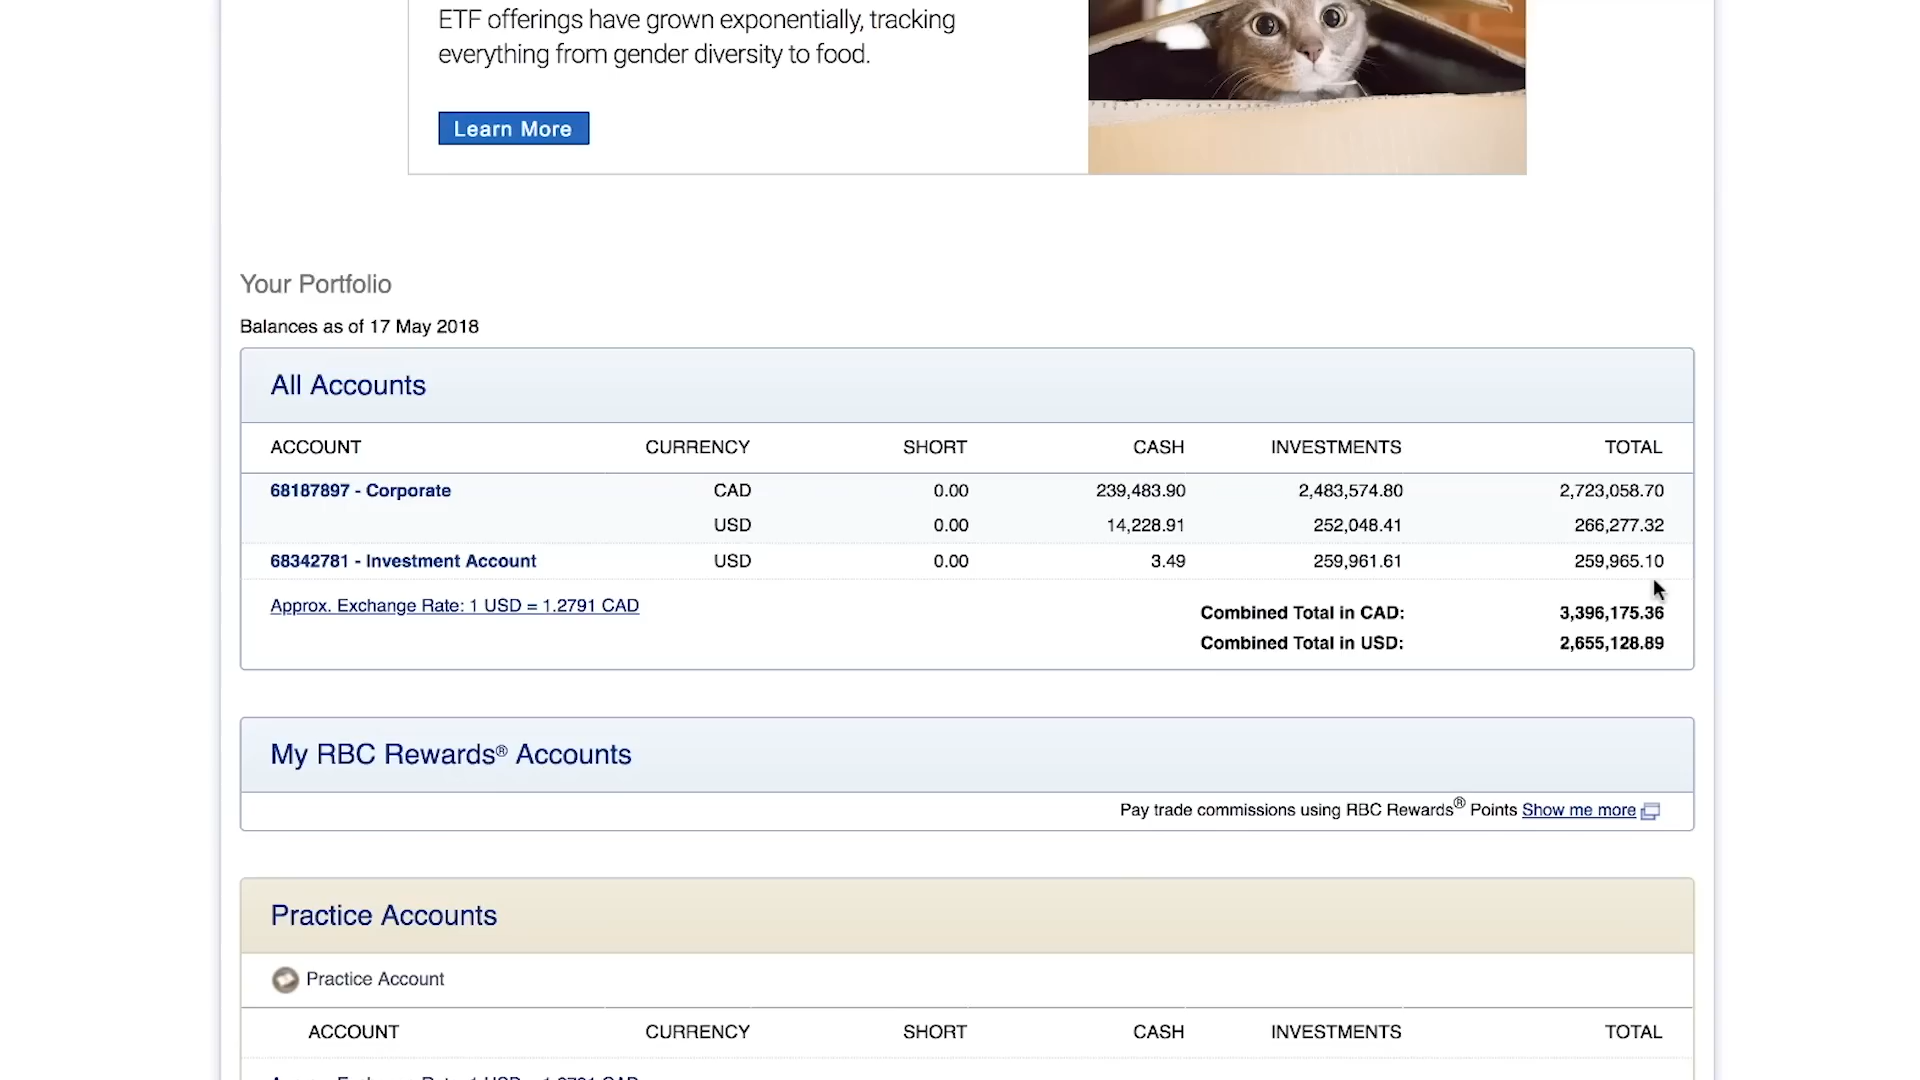 ETF offerings have grown exponentially, tracking
everything from gender diversity to food.
Learn More
Your Portfolio
Balances as of 17 May 2018
All Accounts
ACCOUNT CURRENCY SHORT CASH INVESTMENTS TOTAL
68187897 - Corporate CAD 0.00 239,483.90 2,483,574.80 2,723,058.70
USD 0.00 14,228.91 252,048.41 266,277.32
68342781 - Investment Account USD 0.00 3.49 259,961.61 259,965.10
Approx. Exchange Rate: 1 USD = 1.2791 CAD
Combined Total in CAD: 3,396,175.36
Combined Total in USD: 2,655,128.89
My RBC Rewards® Accounts
Pay trade commissions using RBC Rewards® Points Show me more
Practice Accounts
Practice Account
ACCOUNT CURRENCY SHORT CASH INVESTMENTS TOTAL